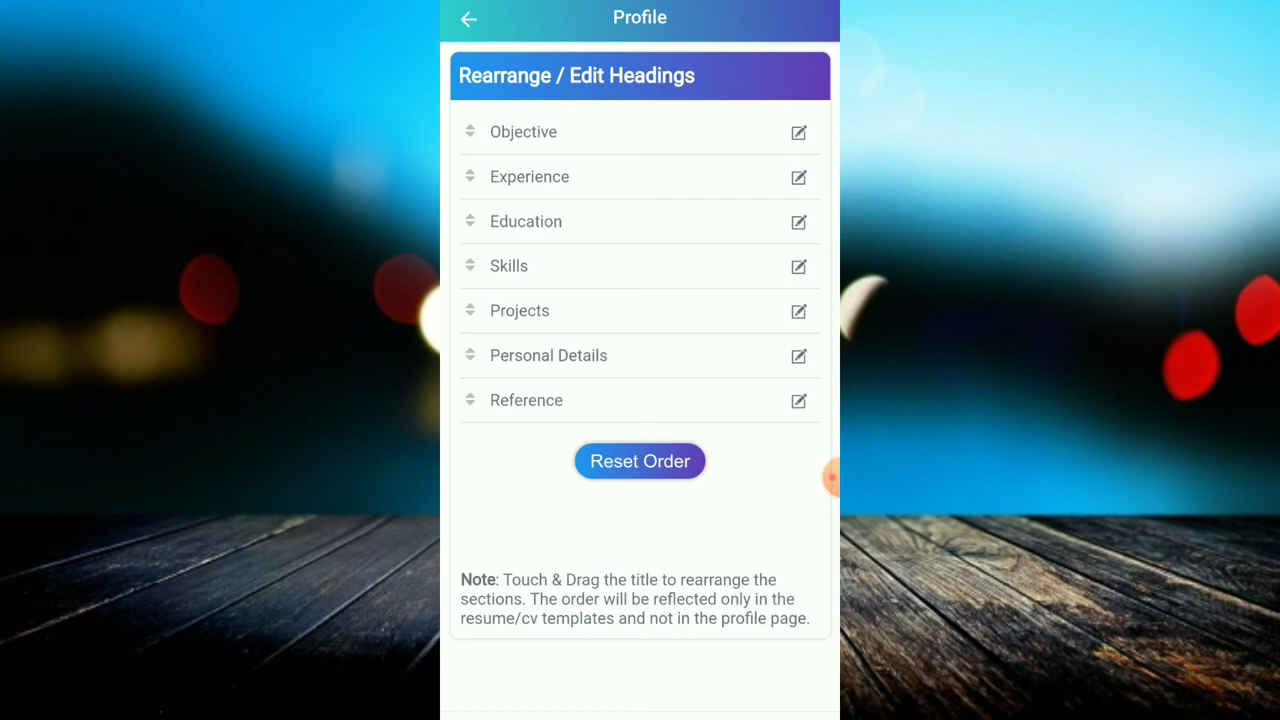 Profile
Rearrange / Edit Headings
Objective
Experience
Education
Skills
Projects
Personal Details
Reference
Reset Order
Note: Touch & Drag the title to rearrange the
sections. The order will be reflected only in the
resume/cv templates and not in the profile page.